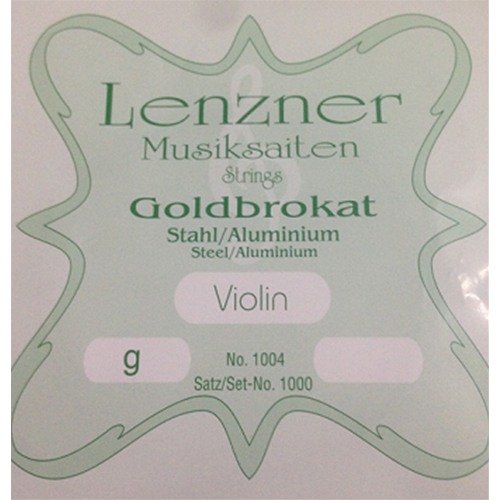 Lenzner
Musiksaiten
Strings
Goldbrokat
Stahl/Aluminium
Steel/Aluminium
Violin
g
No. 1004
Satz/Set-No. 1000